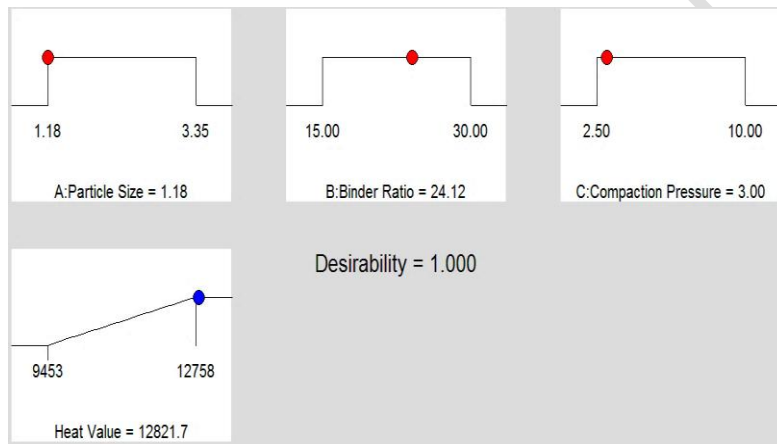 1.18 3.35
A:Particle Size = 1.18
15.00 30.00
B:Binder Ratio = 24.12
2.50 10.00
C:Compaction Pressure = 3.00
9453 12758
Heat Value = 12821.7
Desirability = 1.000